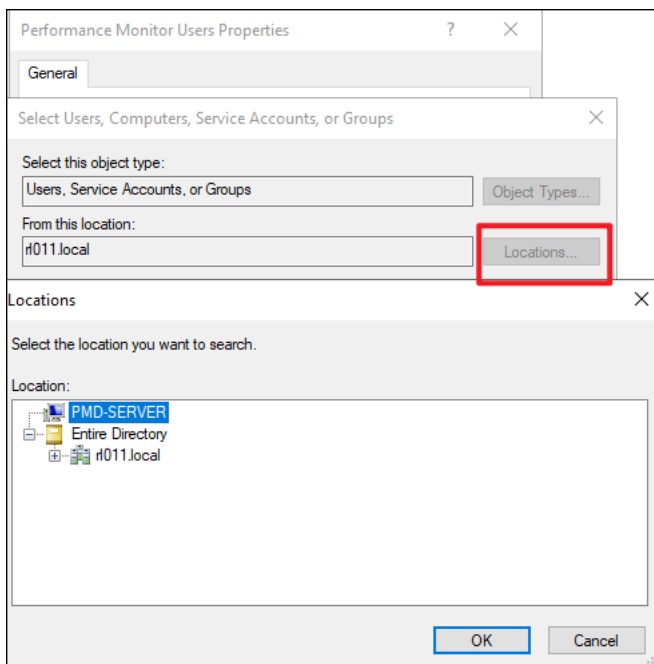 Performance Monitor Users Properties
?
General
Select Users, Computers, Service Accounts, or Groups
Select this object type:
Users, Service Accounts, or Groups
Object Types...
From this location:
rl011.local
Locations...
Locations
Select the location you want to search.
Location:
PMD-SERVER
Entire Directory
rl011.local
OK
Cancel